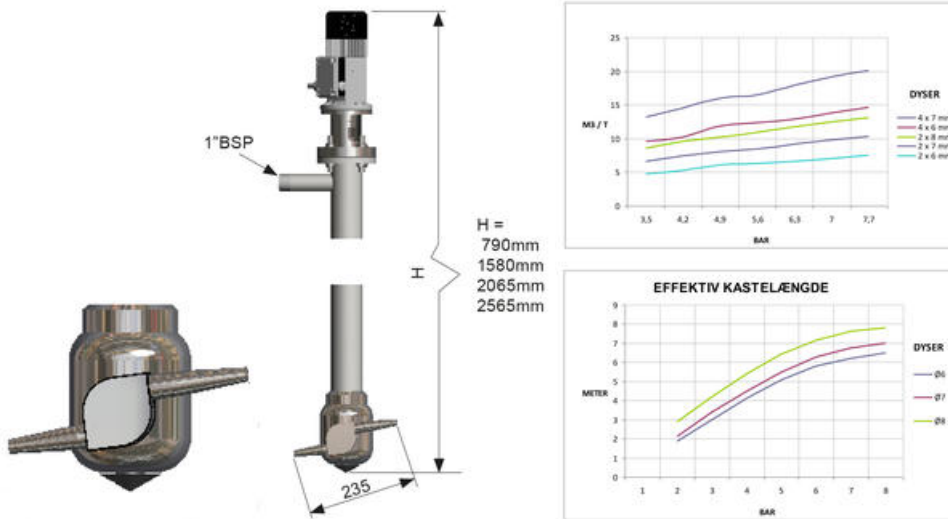 1"BSP
H
H =
790mm
1580mm
2065mm
2565mm
235
25
20
15
10
5
0
M3 / T
3,5 4,2 4,9 5,6 6,3 7 7,7
BAR
DYSER
4 x 7 mm
4 x 6 mm
2 x 8 mm
2 x 7 mm
2 x 6 mm
EFFEKTIV KASTELÆNGDE
9
8
7
6
5
4
3
2
1
0
METER
1 2 3 4 5 6 7 8
BAR
DYSER
Ø6
Ø7
Ø8